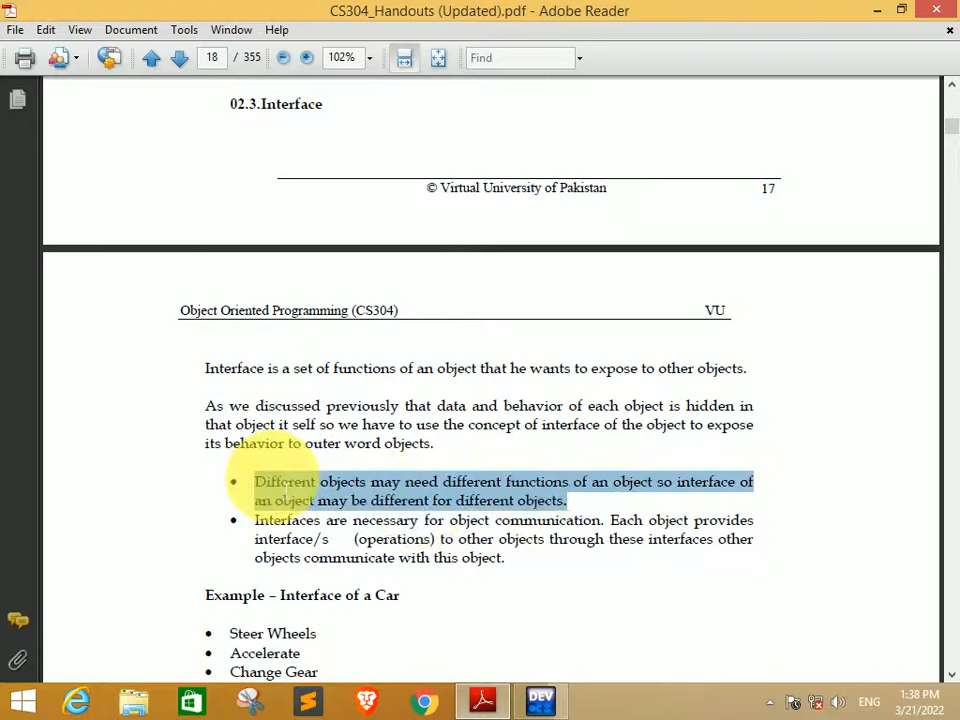 CS304_Handouts (Updated).pdf - Adobe Reader
File Edit View Document Tools Window Help
18 / 355 102% Find
02.3.Interface
© Virtual University of Pakistan 17
Object Oriented Programming (CS304) VU
Interface is a set of functions of an object that he wants to expose to other objects.
As we discussed previously that data and behavior of each object is hidden in
that object it self so we have to use the concept of interface of the object to expose
its behavior to outer word objects.
• Different objects may need different functions of an object so interface of
an object may be different for different objects.
• Interfaces are necessary for object communication. Each object provides
interface/s (operations) to other objects through these interfaces other
objects communicate with this object.
Example – Interface of a Car
• Steer Wheels
• Accelerate
• Change Gear
DEV
ENG
1:38 PM
3/21/2022